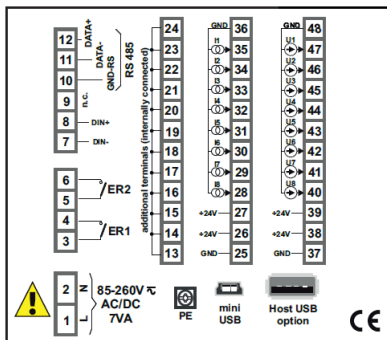 12 DATA+
11 DATA-
10 GND-RS
RS 485
9 n.c.
8 DIN+
7 DIN-
6
5
ER2
4
3
ER1
2 N
1 L
85-260V
AC/DC
7VA
additional terminals (internally connected)
24
23
22
21
20
19
18
17
16
15
14
13
GND 36
I1 35
I2 34
I3 33
I4 32
I5 31
I6 30
I7 29
I8 28
+24V 27
+24V 26
GND 25
GND 48
U1 47
U2 46
U3 45
U4 44
U5 43
U6 42
U7 41
U8 40
+24V 39
+24V 38
GND 37
PE
mini
USB
Host USB
option
CE